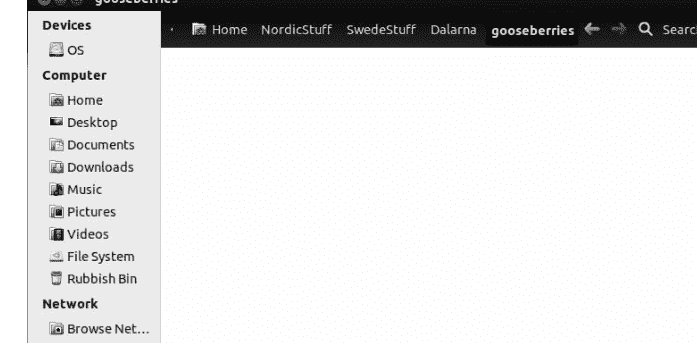 gooseberries
Devices
OS
Computer
Home
Desktop
Documents
Downloads
Music
Pictures
Videos
File System
Rubbish Bin
Network
Browse Net...
Home NordicStuff SwedeStuff Dalarna gooseberries Searc